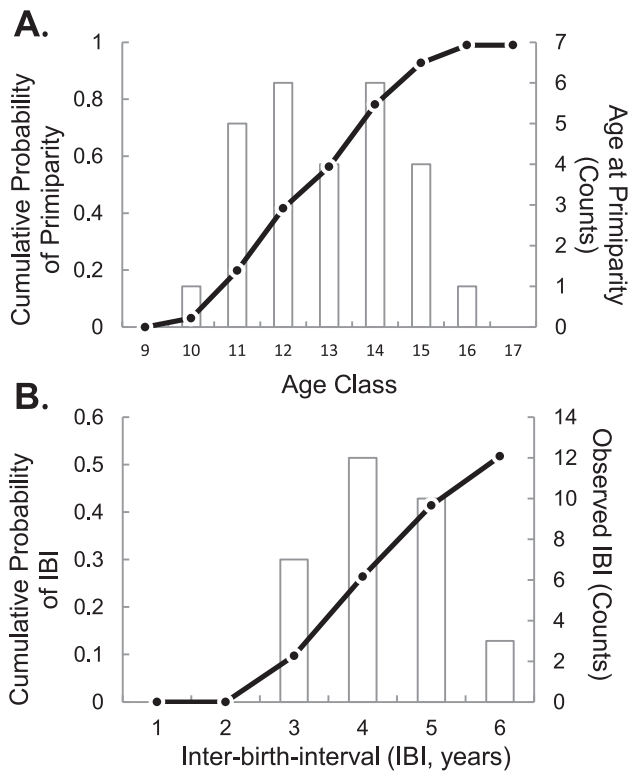 A.
Cumulative Probability
of Primiparity
1
0.8
0.6
0.4
0.2
0
7
6
5
4
3
2
1
0
Age at Primiparity
(Counts)
9 10 11 12 13 14 15 16 17
Age Class
B.
Cumulative Probability
of IBI
0.6
0.5
0.4
0.3
0.2
0.1
0
14
12
10
8
6
4
2
0
Observed IBI (Counts)
1 2 3 4 5 6
Inter-birth-interval (IBI, years)